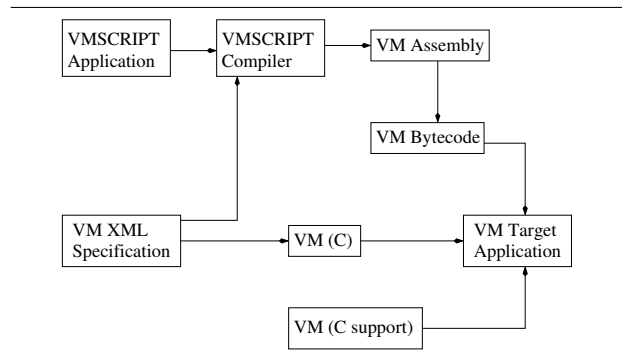 VMSCRIPT
Application
VMSCRIPT
Compiler
VM Assembly
VM Bytecode
VM XML
Specification
VM (C)
VM Target
Application
VM (C support)